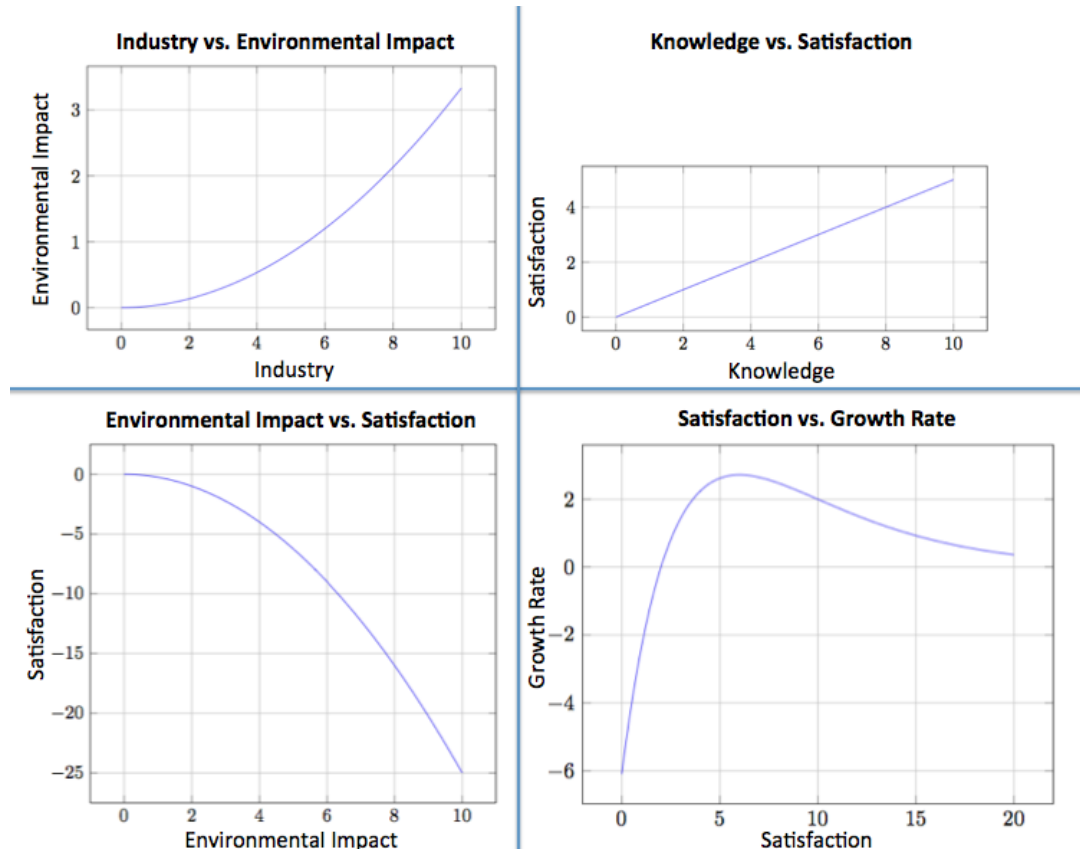 Industry vs. Environmental Impact
3
2
1
0
Environmental Impact
0 2 4 6 8 10
Industry
Knowledge vs. Satisfaction
4
2
0
Satisfaction
0 2 4 6 8 10
Knowledge
Environmental Impact vs. Satisfaction
0
−5
−10
−15
−20
−25
Satisfaction
0 2 4 6 8 10
Environmental Impact
Satisfaction vs. Growth Rate
2
0
−2
−4
−6
Growth Rate
0 5 10 15 20
Satisfaction